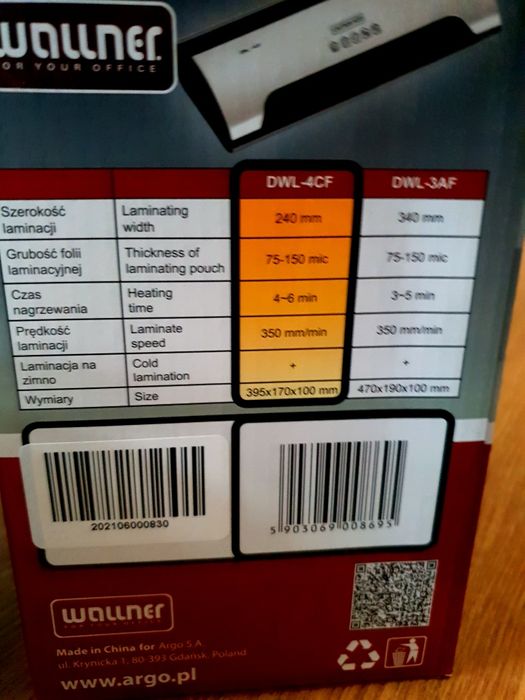 wallner
FOR YOUR OFFICE
DWL-4CF DWL-3AF
Szerokość laminacji Laminating width 240 mm 340 mm
Grubość folii laminacyjnej Thickness of laminating pouch 75-150 mic 75-150 mic
Czas nagrzewania Heating time 4~6 min 3~5 min
Prędkość laminacji Laminate speed 350 mm/min 350 mm/min
Laminacja na zimno Cold lamination + +
Wymiary Size 395x170x100 mm 470x190x100 mm
202106000830
5 903069 008695
wallner
FOR YOUR OFFICE
Made in China for Argo S.A.
ul. Krynicka 1, 80 393 Gdańsk, Poland
www.argo.pl